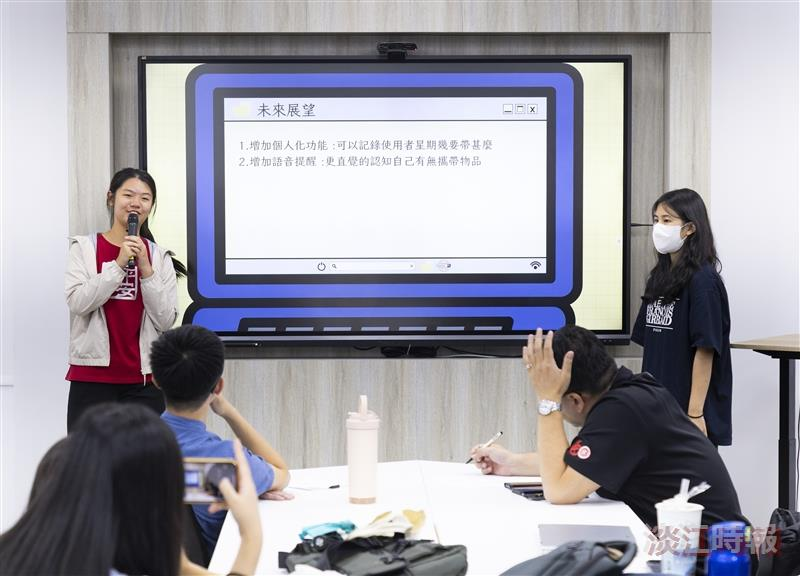 未來展望
1.增加個人化功能 :可以記錄使用者星期幾要帶甚麼
2.增加語音提醒 :更直覺的認知自己有無攜帶物品
淡江時報